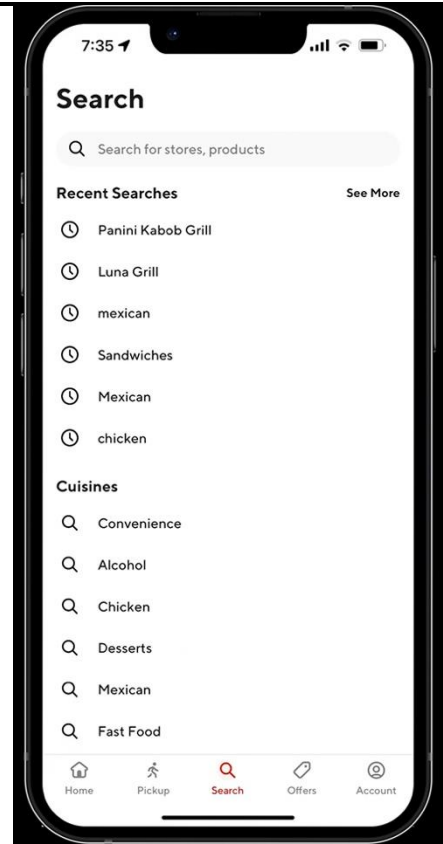 7:35
Search
Search for stores, products
Recent Searches See More
Panini Kabob Grill
Luna Grill
mexican
Sandwiches
Mexican
chicken
Cuisines
Convenience
Alcohol
Chicken
Desserts
Mexican
Fast Food
Home Pickup Search Offers Account